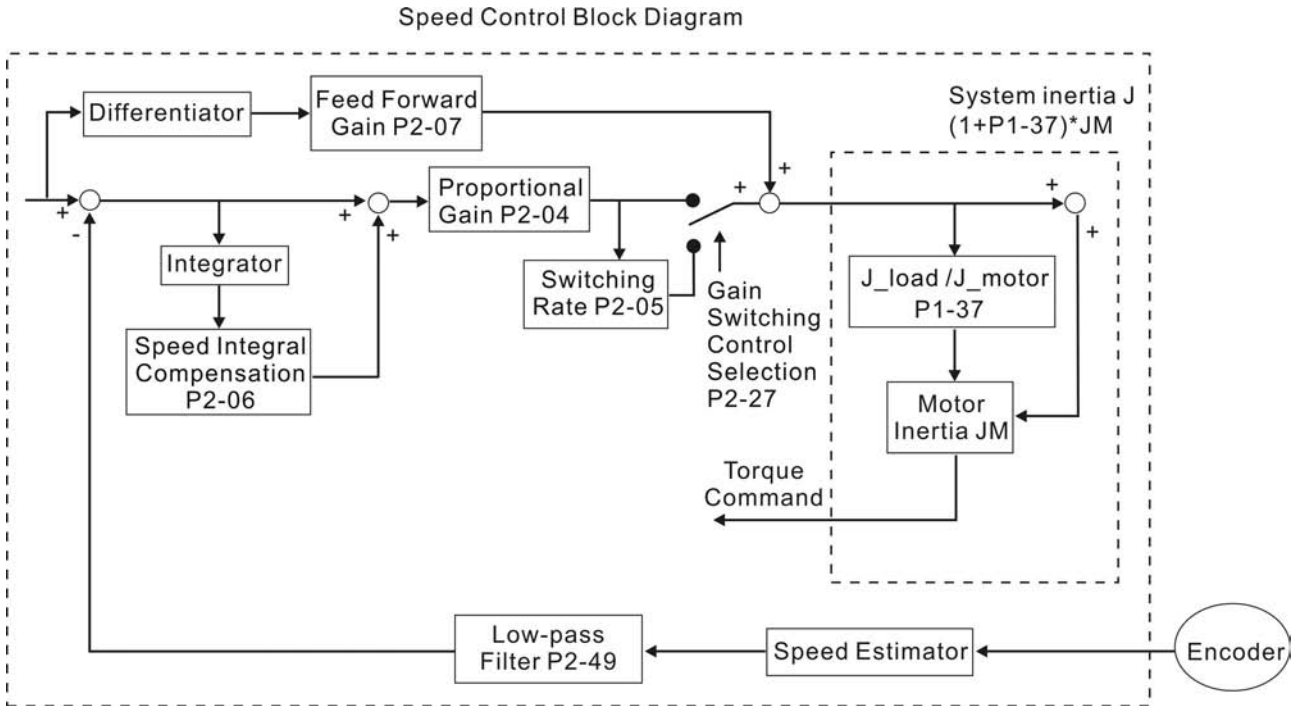 Speed Control Block Diagram
Differentiator
Feed Forward
Gain P2-07
System inertia J
(1+P1-37)*JM
+
-
+
+
Proportional
Gain P2-04
+
+
+
+
Integrator
Switching
Rate P2-05
Gain
Switching
Control
Selection
P2-27
J_load /J_motor
P1-37
Speed Integral
Compensation
P2-06
Motor
Inertia JM
Torque
Command
Low-pass
Filter P2-49
Speed Estimator
Encoder